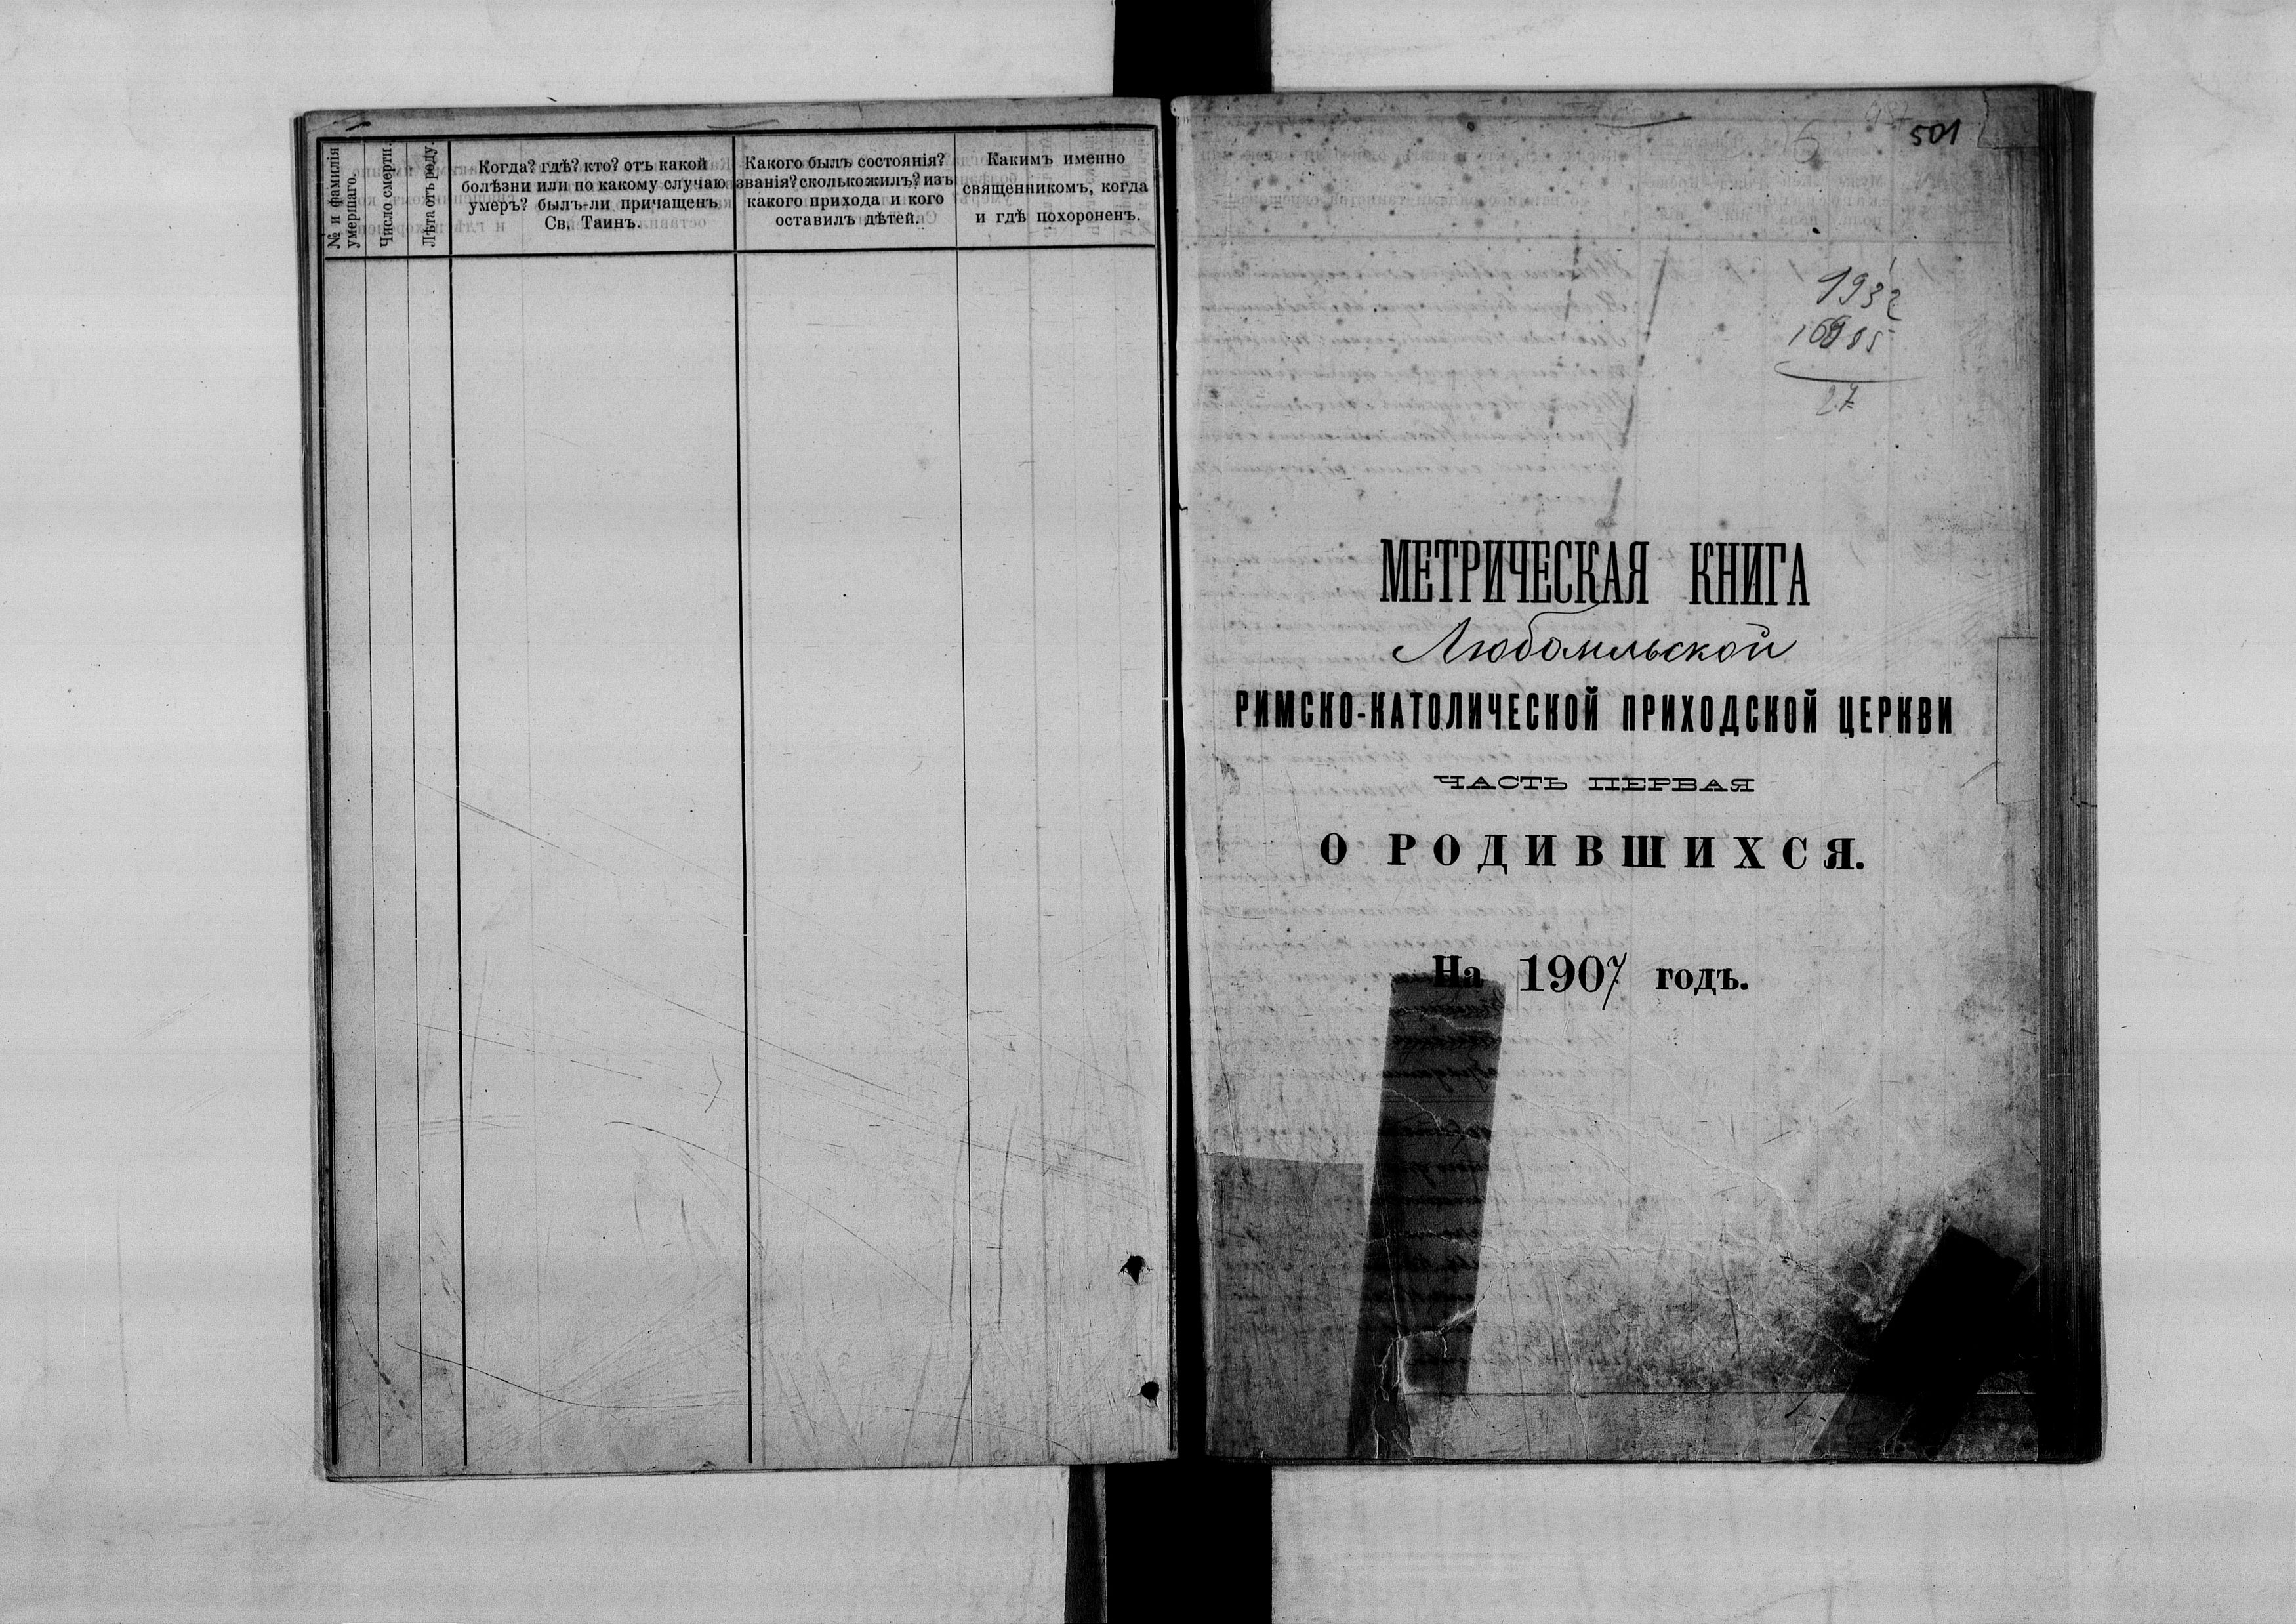 № и фамилія
умершаго.
Число смерти.
Лѣта отъ роду.
Когда? гдѣ? кто? отъ какой
болѣзни или по какому случаю
умеръ? былъ-ли причащенъ
Св. Таинъ.
Какого былъ состоянія?
званія? сколько жилъ? изъ
какого прихода и кого
оставилъ дѣтей.
Какимъ именно
священникомъ, когда
и гдѣ похороненъ.
501
1932
27
МЕТРИЧЕСКАЯ КНИГА
Любомльской
РИМСКО-КАТОЛИЧЕСКОЙ ПРИХОДСКОЙ ЦЕРКВИ
ЧАСТЬ ПЕРВАЯ
О РОДИВШИХСЯ.
На 1907 годъ.